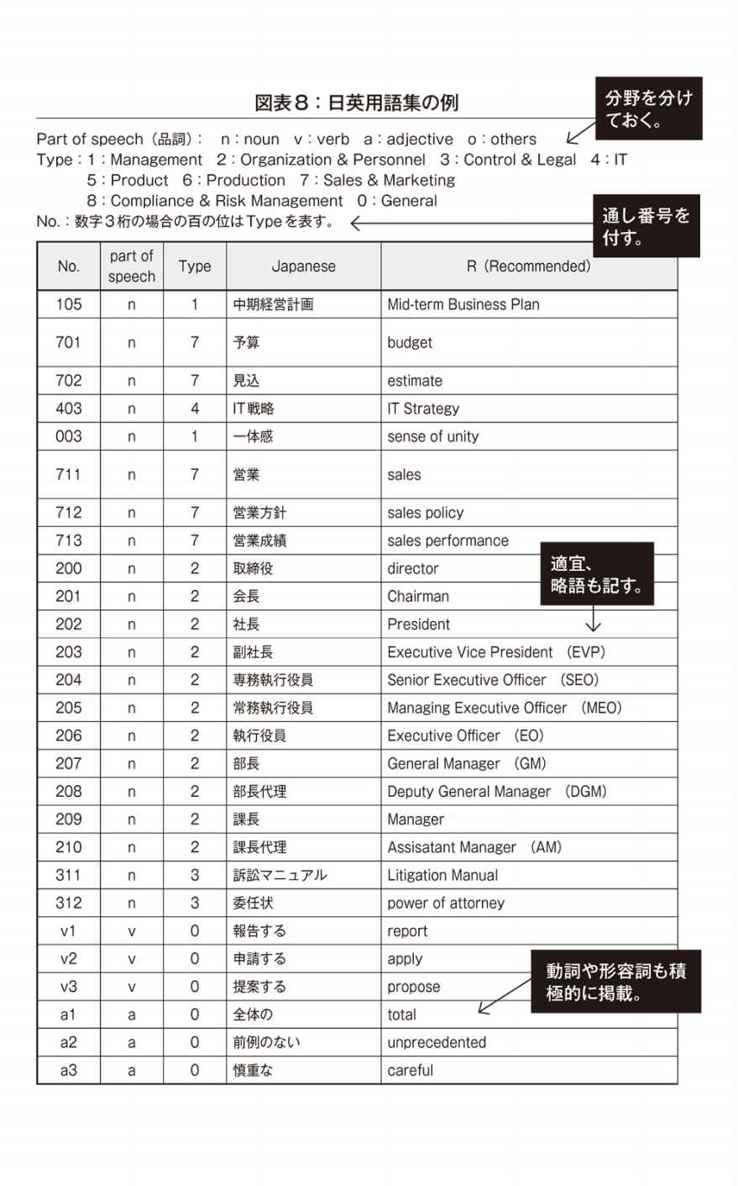 図表8：日英用語集の例
分野を分け
ておく。
Part of speech（品詞）： n：noun v：verb a：adjective o：others
Type：1：Management 2：Organization & Personnel 3：Control & Legal 4：IT
5：Product 6：Production 7：Sales & Marketing
8：Compliance & Risk Management 0：General
No.：数字3桁の場合の百の位はTypeを表す。
通し番号を
付す。
No. part of speech Type Japanese R（Recommended）
105 n 1 中期経営計画 Mid-term Business Plan
701 n 7 予算 budget
702 n 7 見込 estimate
403 n 4 IT戦略 IT Strategy
003 n 1 一体感 sense of unity
711 n 7 営業 sales
712 n 7 営業方針 sales policy
713 n 7 営業成績 sales performance
適宜、
略語も記す。
200 n 2 取締役 director
201 n 2 会長 Chairman
202 n 2 社長 President
203 n 2 副社長 Executive Vice President （EVP）
204 n 2 専務執行役員 Senior Executive Officer （SEO）
205 n 2 常務執行役員 Managing Executive Officer （MEO）
206 n 2 執行役員 Executive Officer （EO）
207 n 2 部長 General Manager （GM）
208 n 2 部長代理 Deputy General Manager （DGM）
209 n 2 課長 Manager
210 n 2 課長代理 Assisatant Manager （AM）
311 n 3 訴訟マニュアル Litigation Manual
312 n 3 委任状 power of attorney
v1 v 0 報告する report
v2 v 0 申請する apply
v3 v 0 提案する propose
動詞や形容詞も積
極的に掲載。
a1 a 0 全体の total
a2 a 0 前例のない unprecedented
a3 a 0 慎重な careful